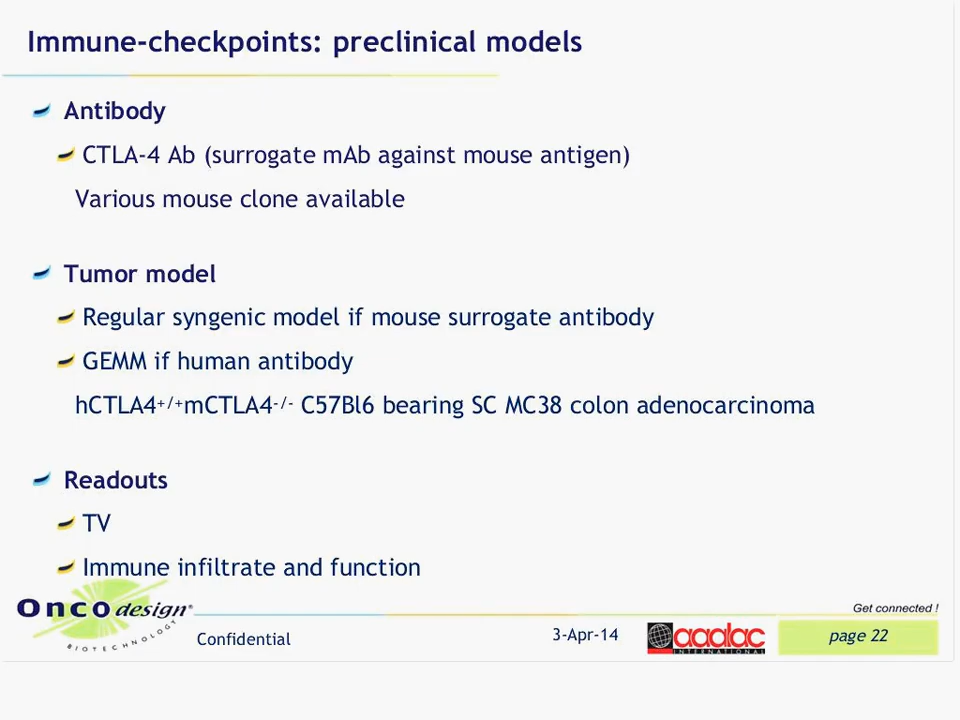 Immune-checkpoints: preclinical models
Antibody
CTLA-4 Ab (surrogate mAb against mouse antigen)
Various mouse clone available
Tumor model
Regular syngenic model if mouse surrogate antibody
GEMM if human antibody
hCTLA4+/+mCTLA4-/- C57Bl6 bearing SC MC38 colon adenocarcinoma
Readouts
TV
Immune infiltrate and function
Oncodesign®
BIOTECHNOLOGY
Get connected !
Confidential
3-Apr-14
aaalac
INTERNATIONAL
page 22